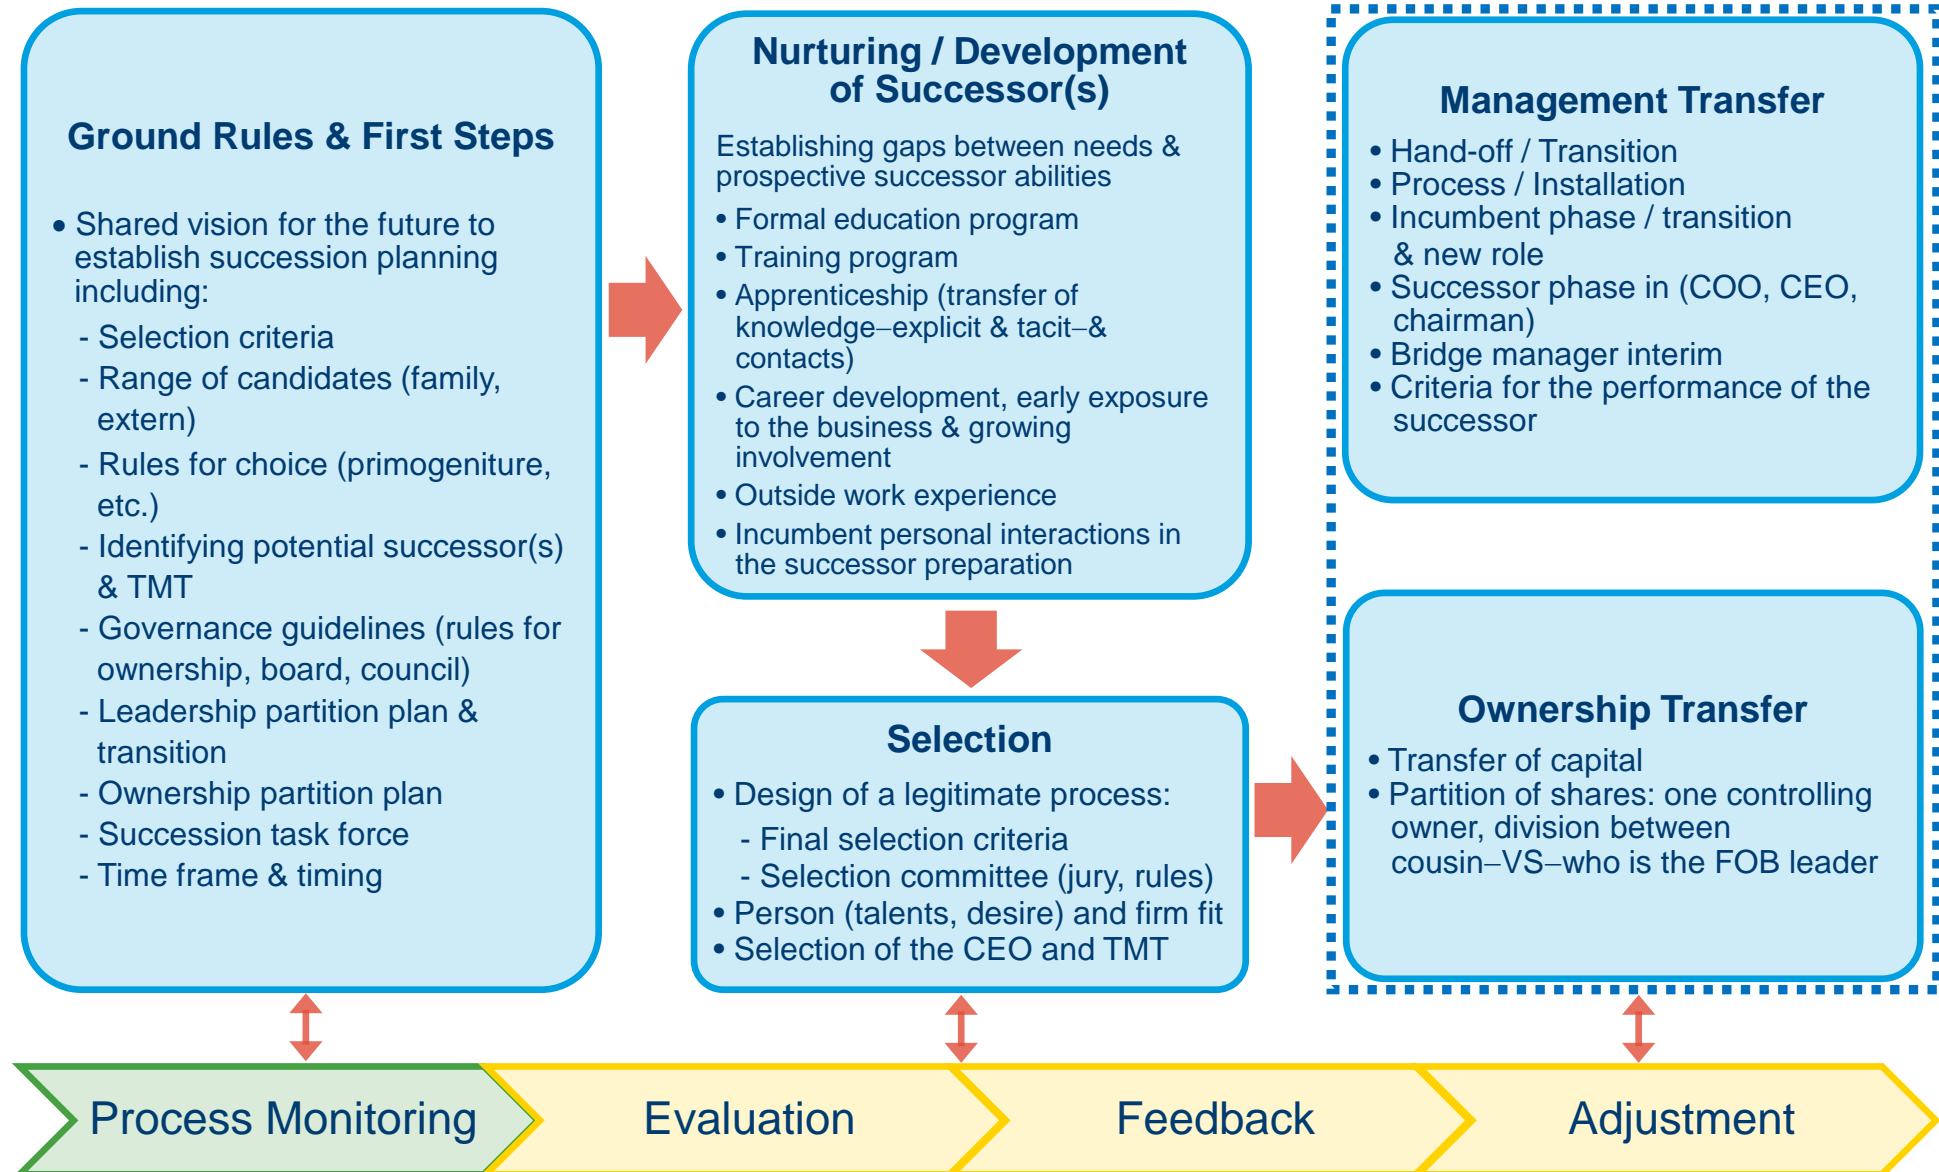 Ground Rules & First Steps
• Shared vision for the future to
establish succession planning
including:
- Selection criteria
- Range of candidates (family,
extern)
- Rules for choice (primogeniture,
etc.)
- Identifying potential successor(s)
& TMT
- Governance guidelines (rules for
ownership, board, council)
- Leadership partition plan &
transition
- Ownership partition plan
- Succession task force
- Time frame & timing
Nurturing / Development
of Successor(s)
Establishing gaps between needs &
prospective successor abilities
• Formal education program
• Training program
• Apprenticeship (transfer of
knowledge–explicit & tacit–&
contacts)
• Career development, early exposure
to the business & growing
involvement
• Outside work experience
• Incumbent personal interactions in
the successor preparation
Selection
• Design of a legitimate process:
- Final selection criteria
- Selection committee (jury, rules)
• Person (talents, desire) and firm fit
• Selection of the CEO and TMT
Management Transfer
• Hand-off / Transition
• Process / Installation
• Incumbent phase / transition
& new role
• Successor phase in (COO, CEO,
chairman)
• Bridge manager interim
• Criteria for the performance of the
successor
Ownership Transfer
• Transfer of capital
• Partition of shares: one controlling
owner, division between
cousin–VS–who is the FOB leader
Process Monitoring
Evaluation
Feedback
Adjustment